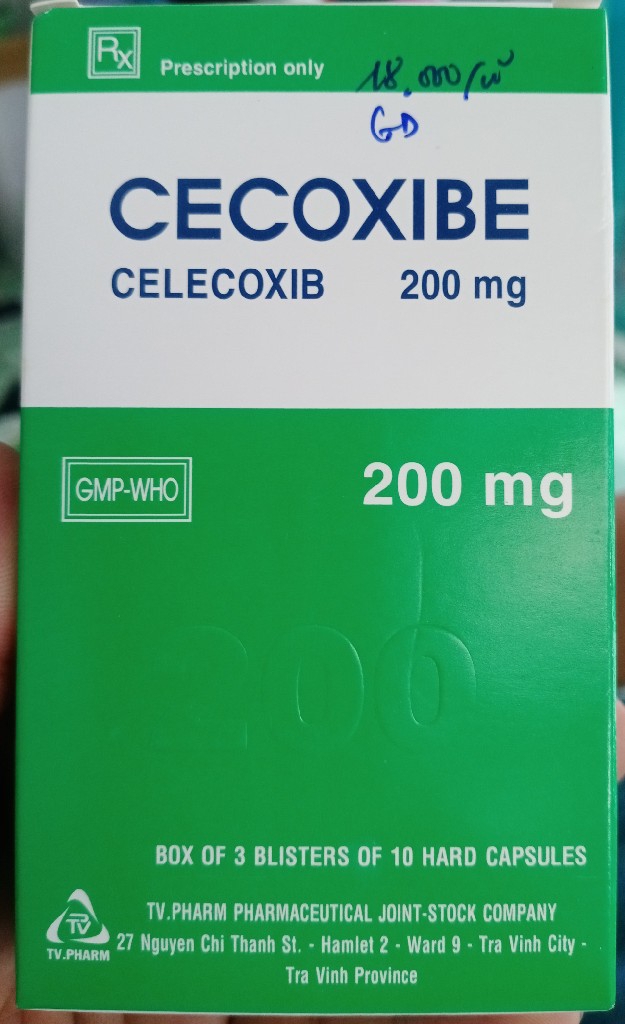 Rx Prescription only
18.000/vỉ
GD
CECOXIBE
CELECOXIB 200 mg
GMP-WHO
200 mg
200
BOX OF 3 BLISTERS OF 10 HARD CAPSULES
TV.PHARM PHARMACEUTICAL JOINT-STOCK COMPANY
27 Nguyen Chi Thanh St. - Hamlet 2 - Ward 9 - Tra Vinh City -
Tra Vinh Province
TV
TV.PHARM